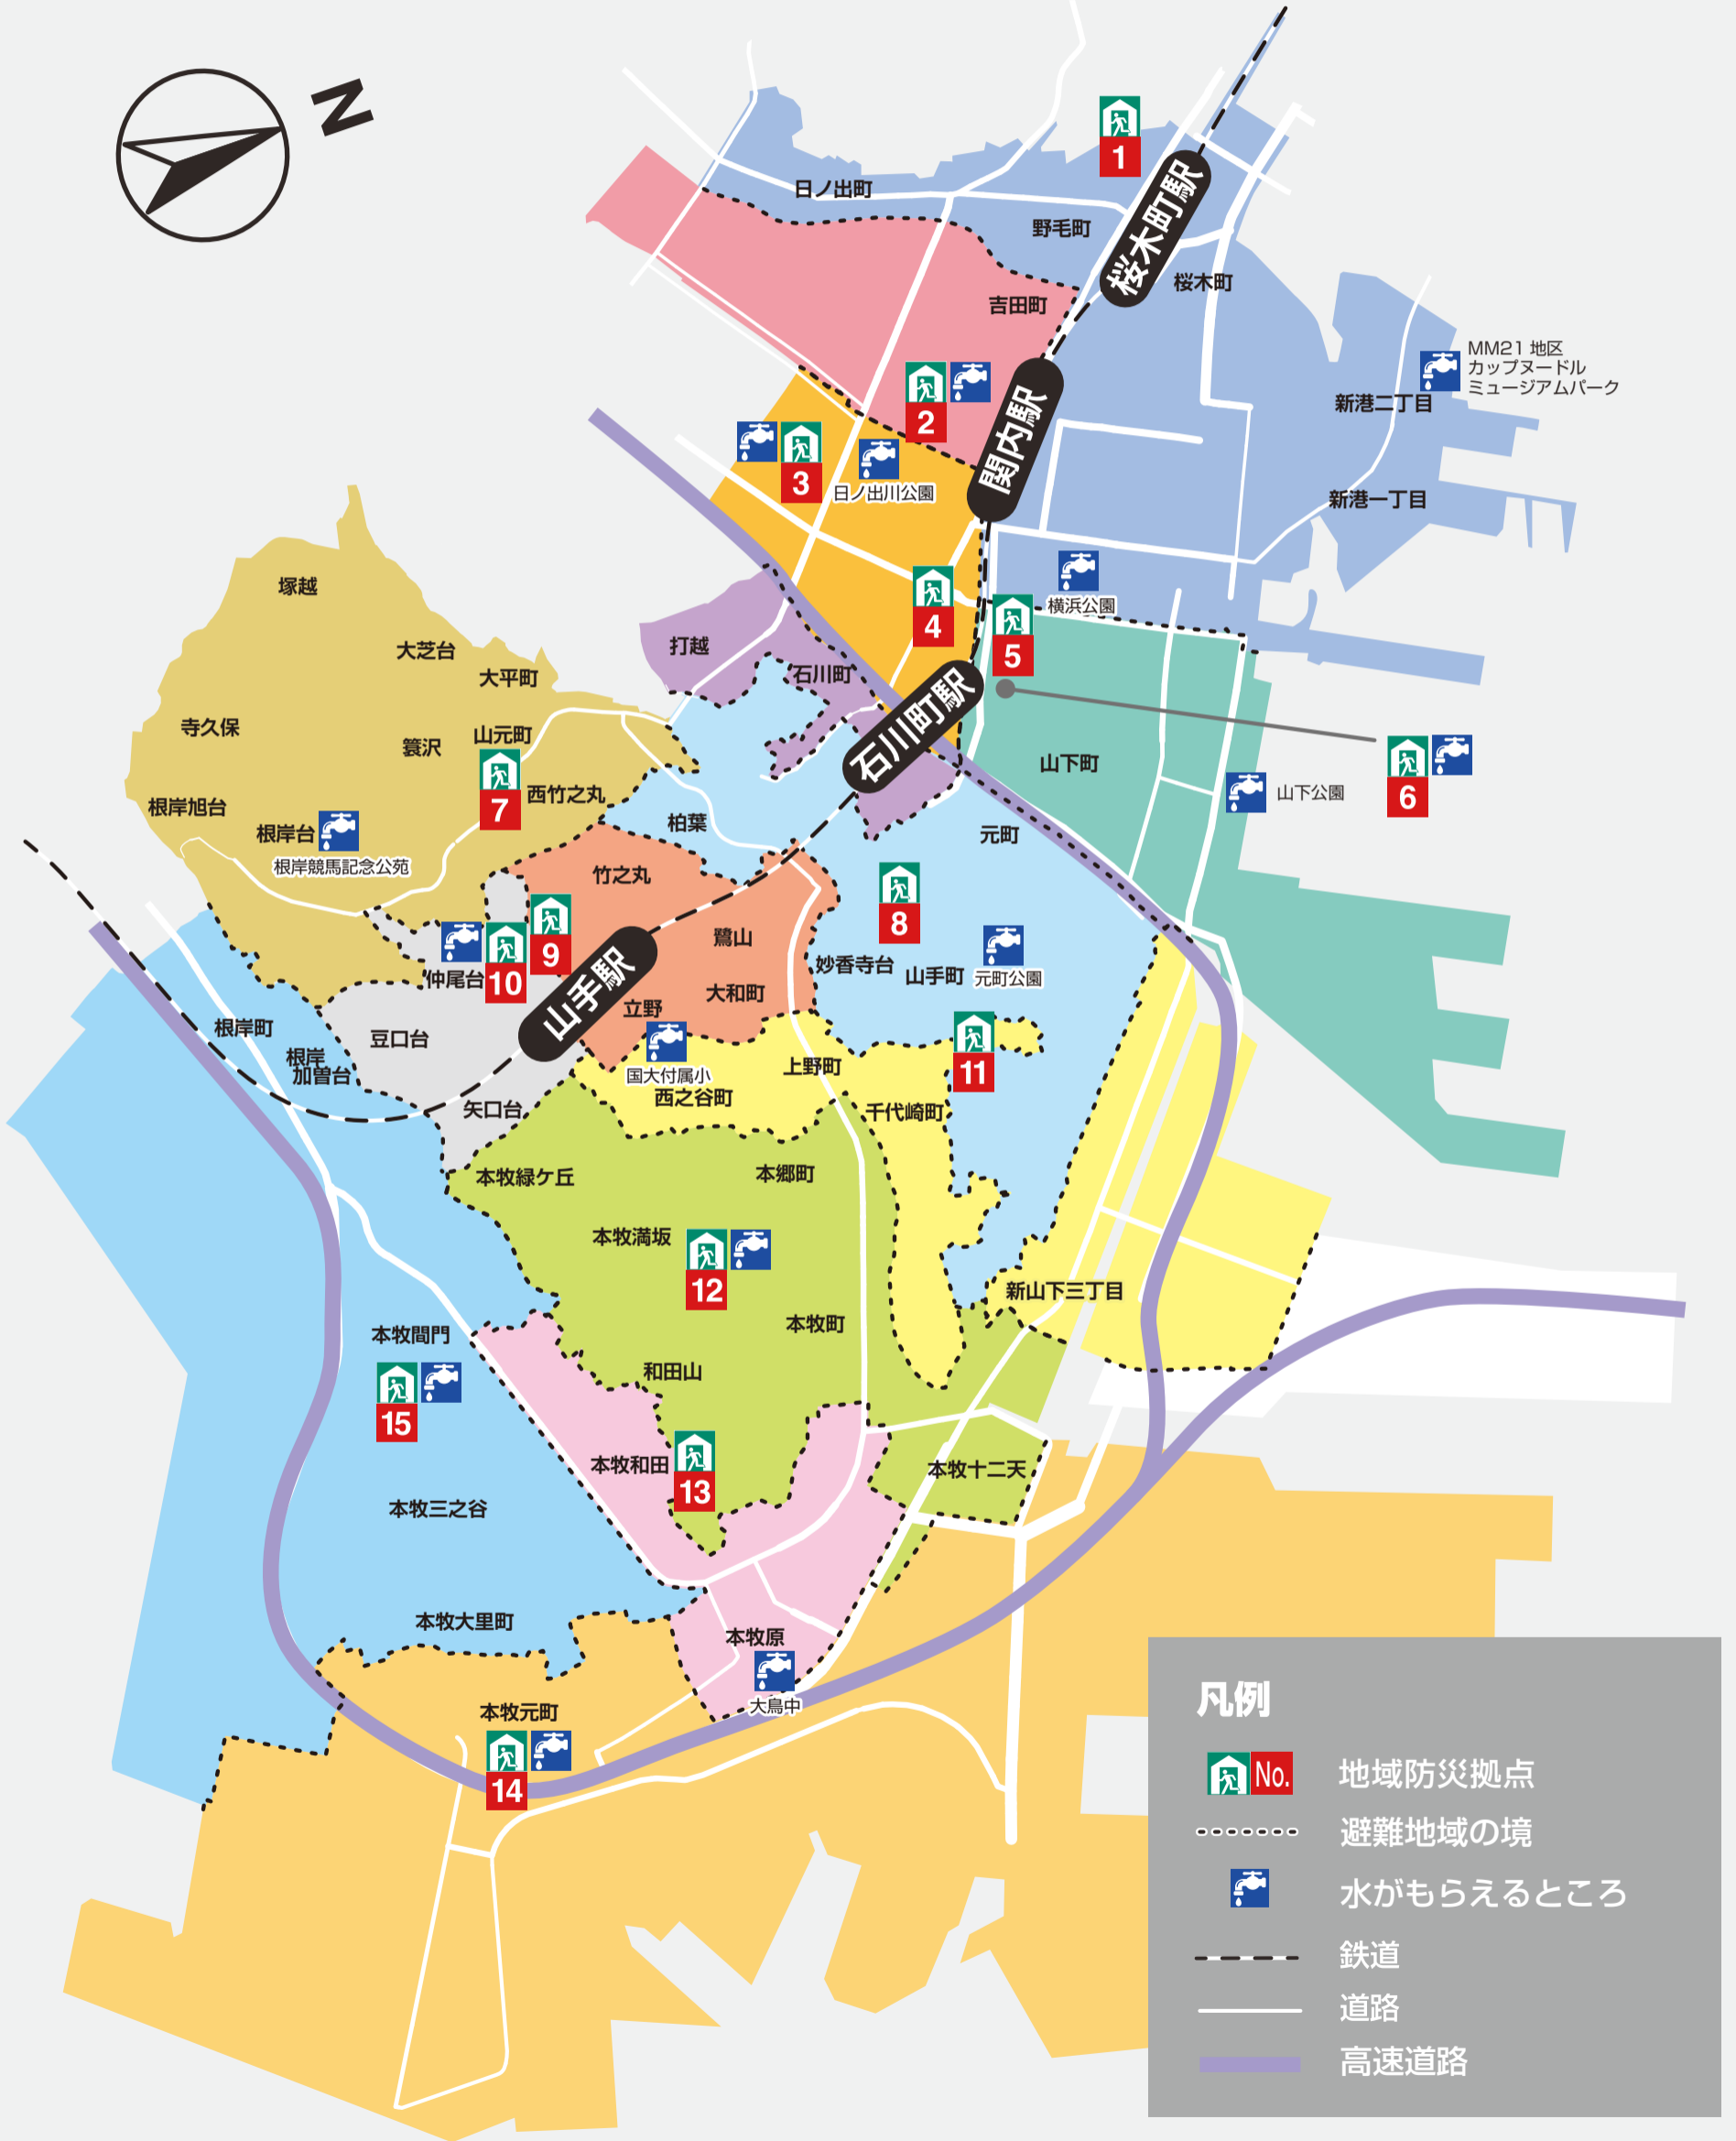 N
1
桜木町駅
日ノ出町
野毛町
桜木町
吉田町
MM21 地区
カップヌードル
ミュージアムパーク
新港二丁目
2
関内駅
3
日ノ出川公園
新港一丁目
塚越
4
横浜公園
5
大芝台
打越
大平町
石川町
石川町駅
寺久保
簑沢
山元町
山下町
6
7
西竹之丸
山下公園
根岸旭台
根岸台
柏葉
元町
根岸競馬記念公苑
竹之丸
8
9
鷺山
10
仲尾台
山手駅
妙香寺台
山手町
元町公園
大和町
立野
根岸町
豆口台
根岸
加曽台
国大付属小
上野町
11
西之谷町
矢口台
千代崎町
本牧緑ケ丘
本郷町
本牧満坂
12
新山下三丁目
本牧町
本牧間門
和田山
15
本牧和田
13
本牧十二天
本牧三之谷
本牧大里町
本牧原
大鳥中
本牧元町
14
凡例
No.
地域防災拠点
避難地域の境
水がもらえるところ
鉄道
道路
高速道路